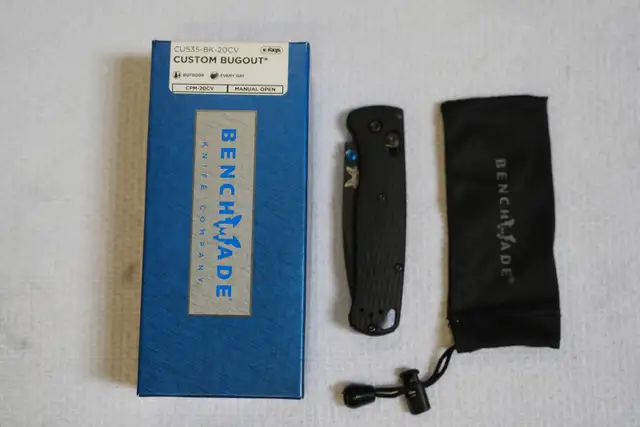 CU535-BK-20CV
CUSTOM BUGOUT®
OUTDOOR
EVERY DAY
CPM-20CV
MANUAL OPEN
BENCHMADE®
KNIFE COMPANY
BENCHMADE®